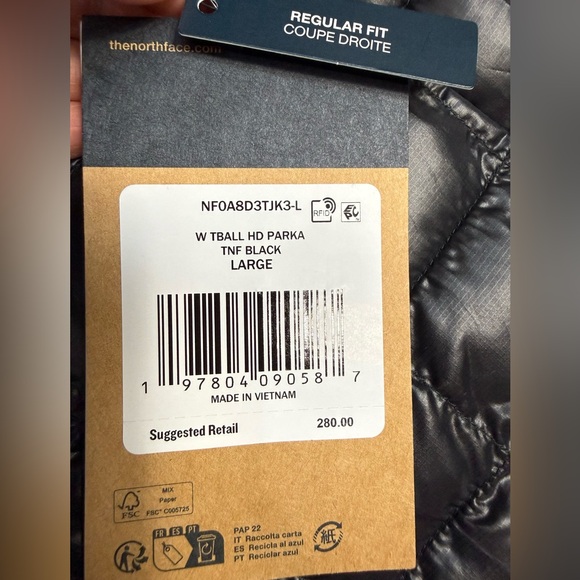 REGULAR FIT
COUPE DROITE
thenorthface.com
NF0A8D3TJK3-L
RFID
W TBALL HD PARKA
TNF BLACK
LARGE
1 97804 09058 7
MADE IN VIETNAM
Suggested Retail 280.00
FSC
MIX
Paper
FSC® C005725
FR ES PT
PAP 22
IT Raccolta carta
ES Recicla al azul
PT Reciclar azul
紙